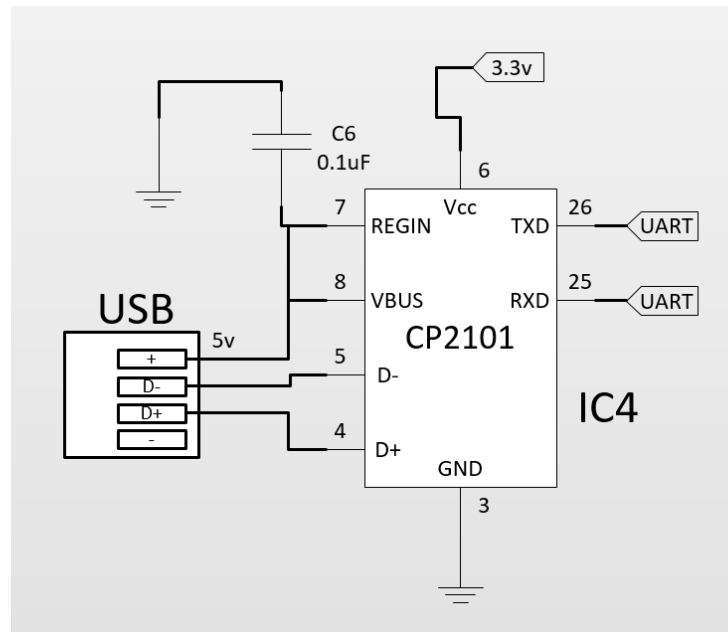 3.3v
C6
0.1uF
6
Vcc
7
REGIN
TXD
26
UART
8
VBUS
RXD
25
UART
USB
5v
CP2101
+
D-
D+
-
5
D-
IC4
4
D+
GND
3